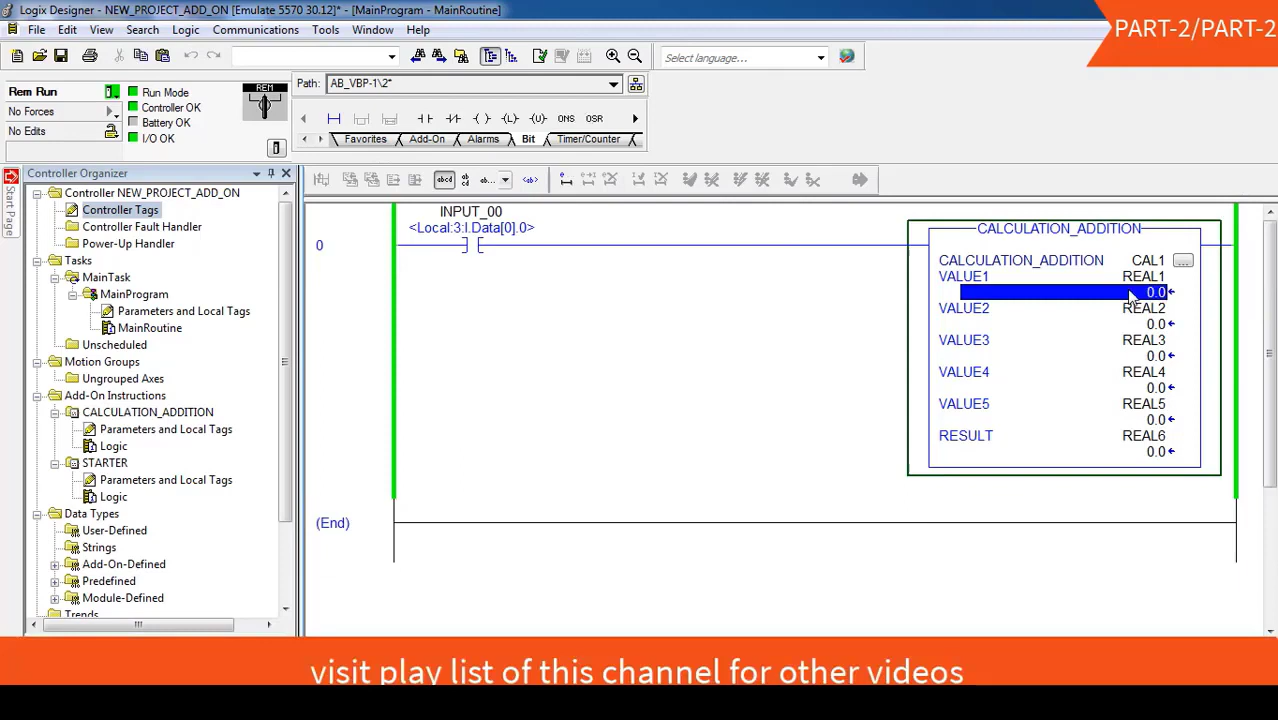 Logix Designer - NEW_PROJECT_ADD_ON [Emulate 5570 30.12]* - [MainProgram - MainRoutine]
PART-2/PART-2
File Edit View Search Logic Communications Tools Window Help
Select language...
Rem Run
No Forces
No Edits
Run Mode
Controller OK
Battery OK
I/O OK
REM
Path: AB_VBP-1\2*
ONS OSR
Favorites Add-On Alarms Bit Timer/Counter
Start Page
Controller Organizer
Controller NEW_PROJECT_ADD_ON
Controller Tags
Controller Fault Handler
Power-Up Handler
Tasks
MainTask
MainProgram
Parameters and Local Tags
MainRoutine
Unscheduled
Motion Groups
Ungrouped Axes
Add-On Instructions
CALCULATION_ADDITION
Parameters and Local Tags
Logic
STARTER
Parameters and Local Tags
Logic
Data Types
User-Defined
Strings
Add-On-Defined
Predefined
Module-Defined
Trends
abcd ab cd ab... <ab>
INPUT_00
<Local:3:I.Data[0].0>
0
CALCULATION_ADDITION
CALCULATION_ADDITION CAL1 ...
VALUE1 REAL1
0.0
VALUE2 REAL2
0.0
VALUE3 REAL3
0.0
VALUE4 REAL4
0.0
VALUE5 REAL5
0.0
RESULT REAL6
0.0
(End)
visit play list of this channel for other videos